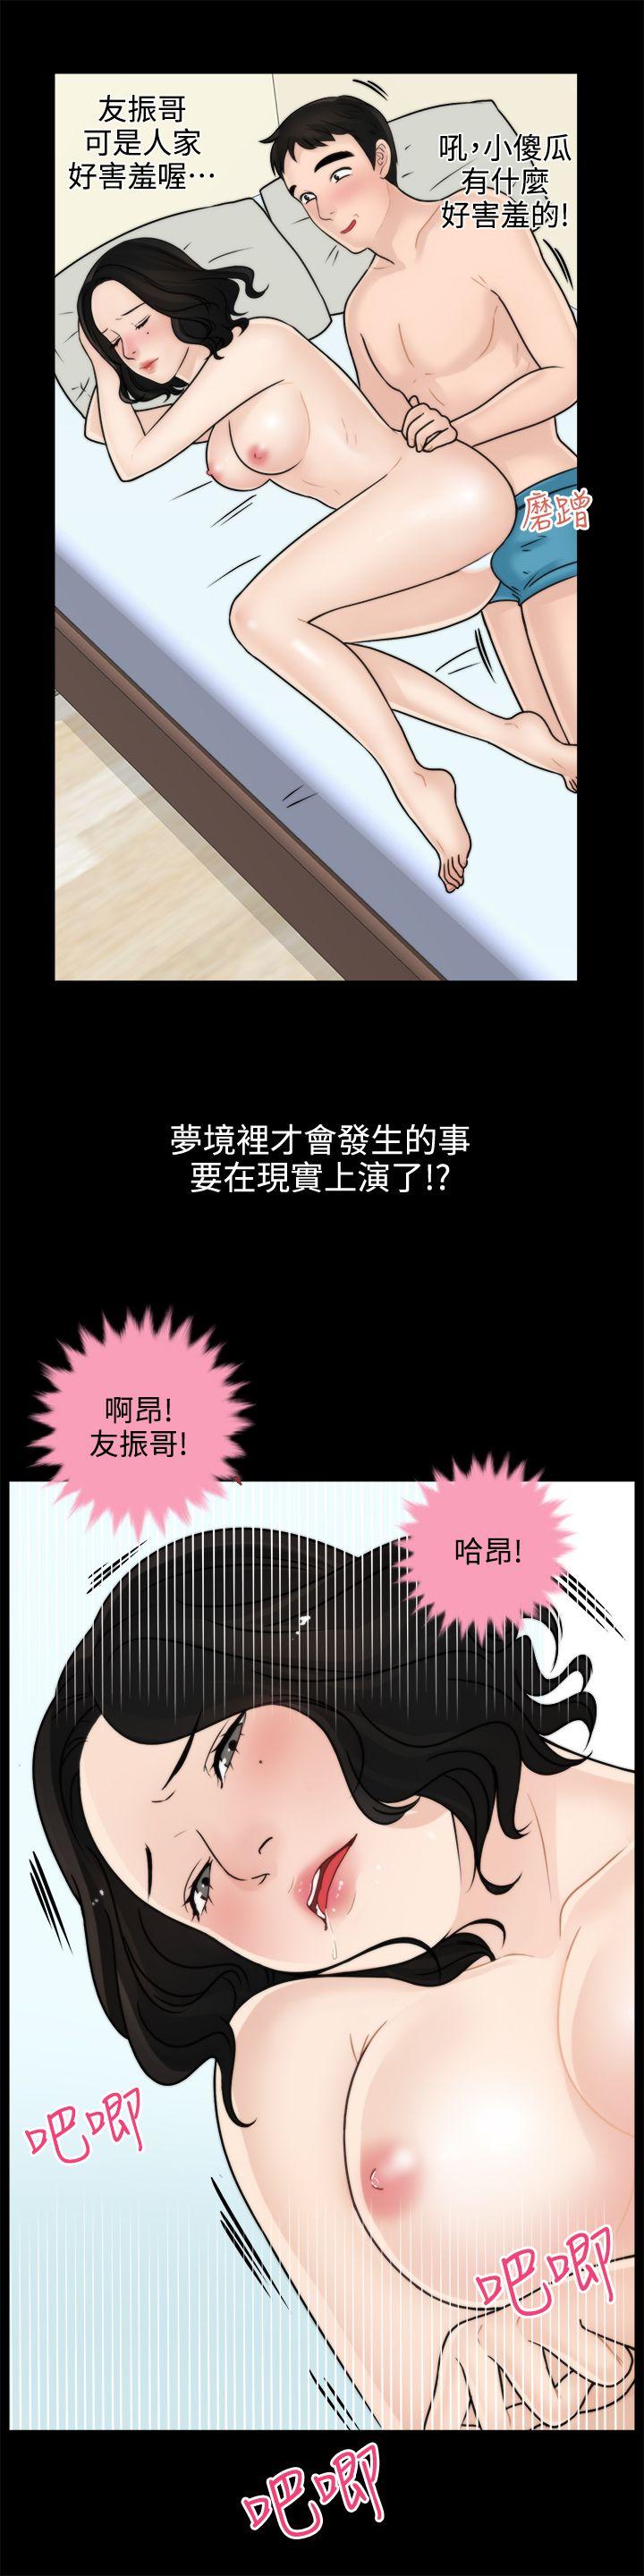 友振哥
可是人家
好害羞喔…
吼，小傻瓜
有什麼
好害羞的!
磨蹭
夢境裡才會發生的事
要在現實上演了!?
啊昂!
友振哥!
哈昂!
吧唧
吧唧
吧唧